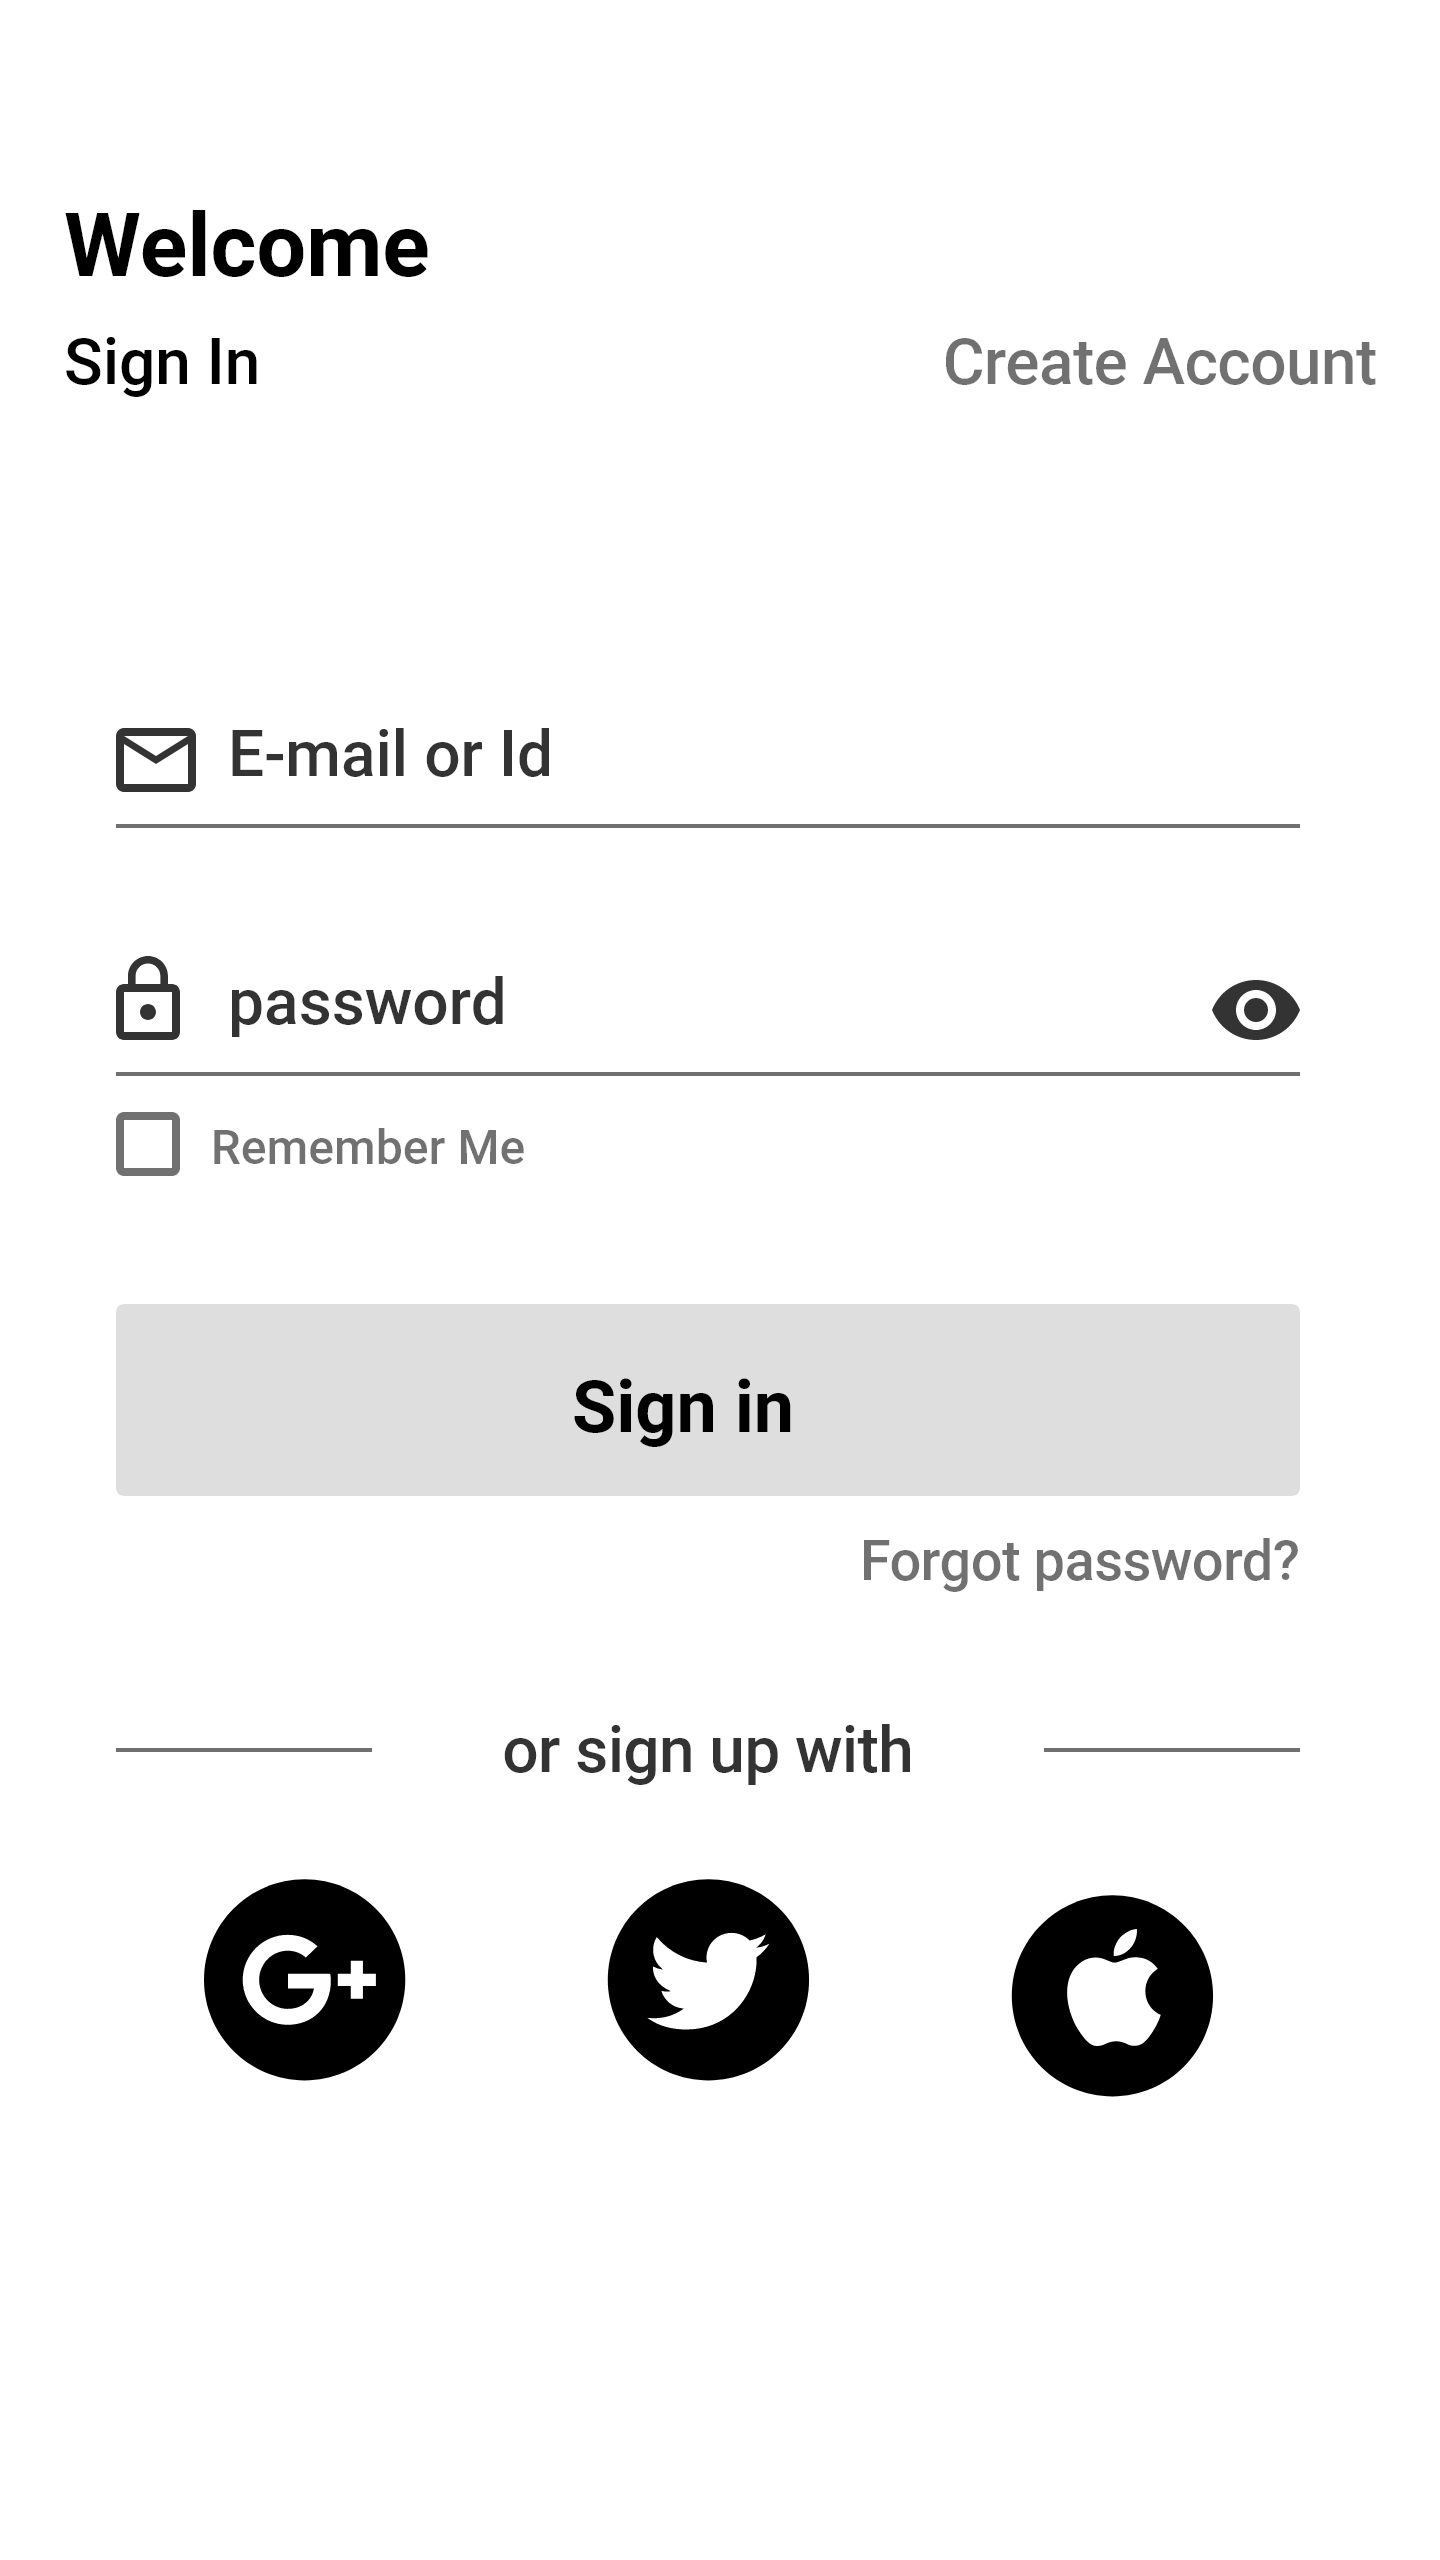 Welcome
Sign In
Create Account
E-mail or Id
password
Remember Me
Sign in
Forgot password?
or sign up with
G+